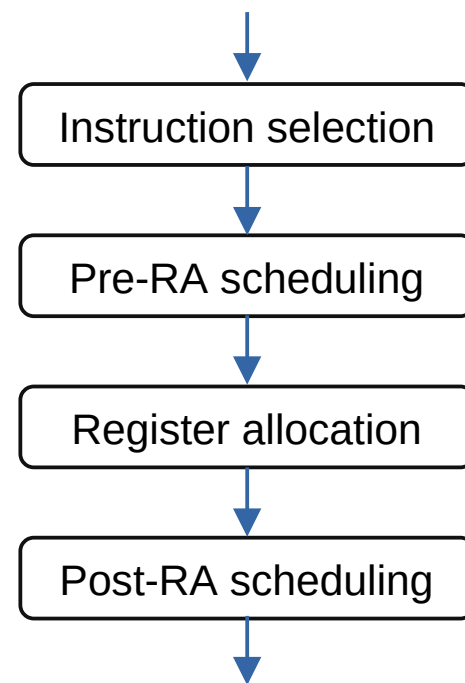 Instruction selection
Pre-RA scheduling
Register allocation
Post-RA scheduling